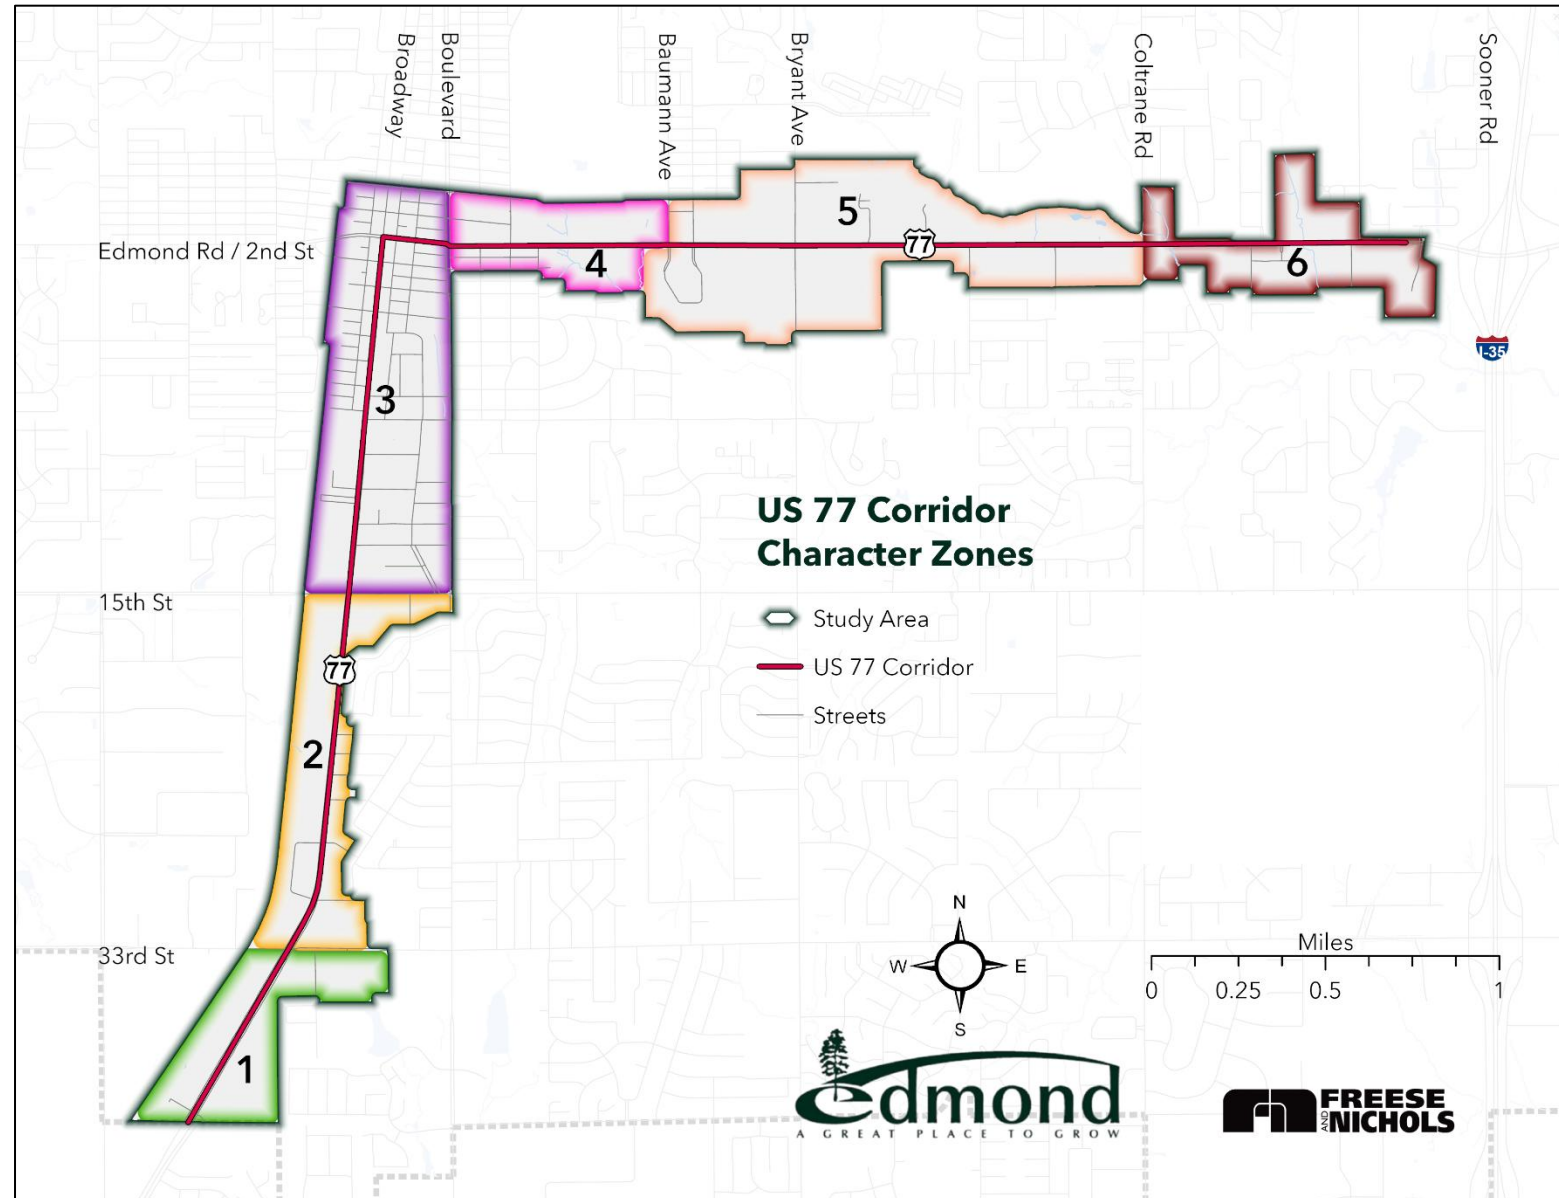 Broadway
Boulevard
Baumann Ave
Bryant Ave
Coltrane Rd
Sooner Rd
Edmond Rd / 2nd St
5
77
4
6
I-35
3
US 77 Corridor
Character Zones
15th St
Study Area
US 77 Corridor
77
Streets
2
N
W
E
S
33rd St
Miles
0
0.25
0.5
1
1
edmond
A GREAT PLACE TO GROW
FREESE
AND
NICHOLS